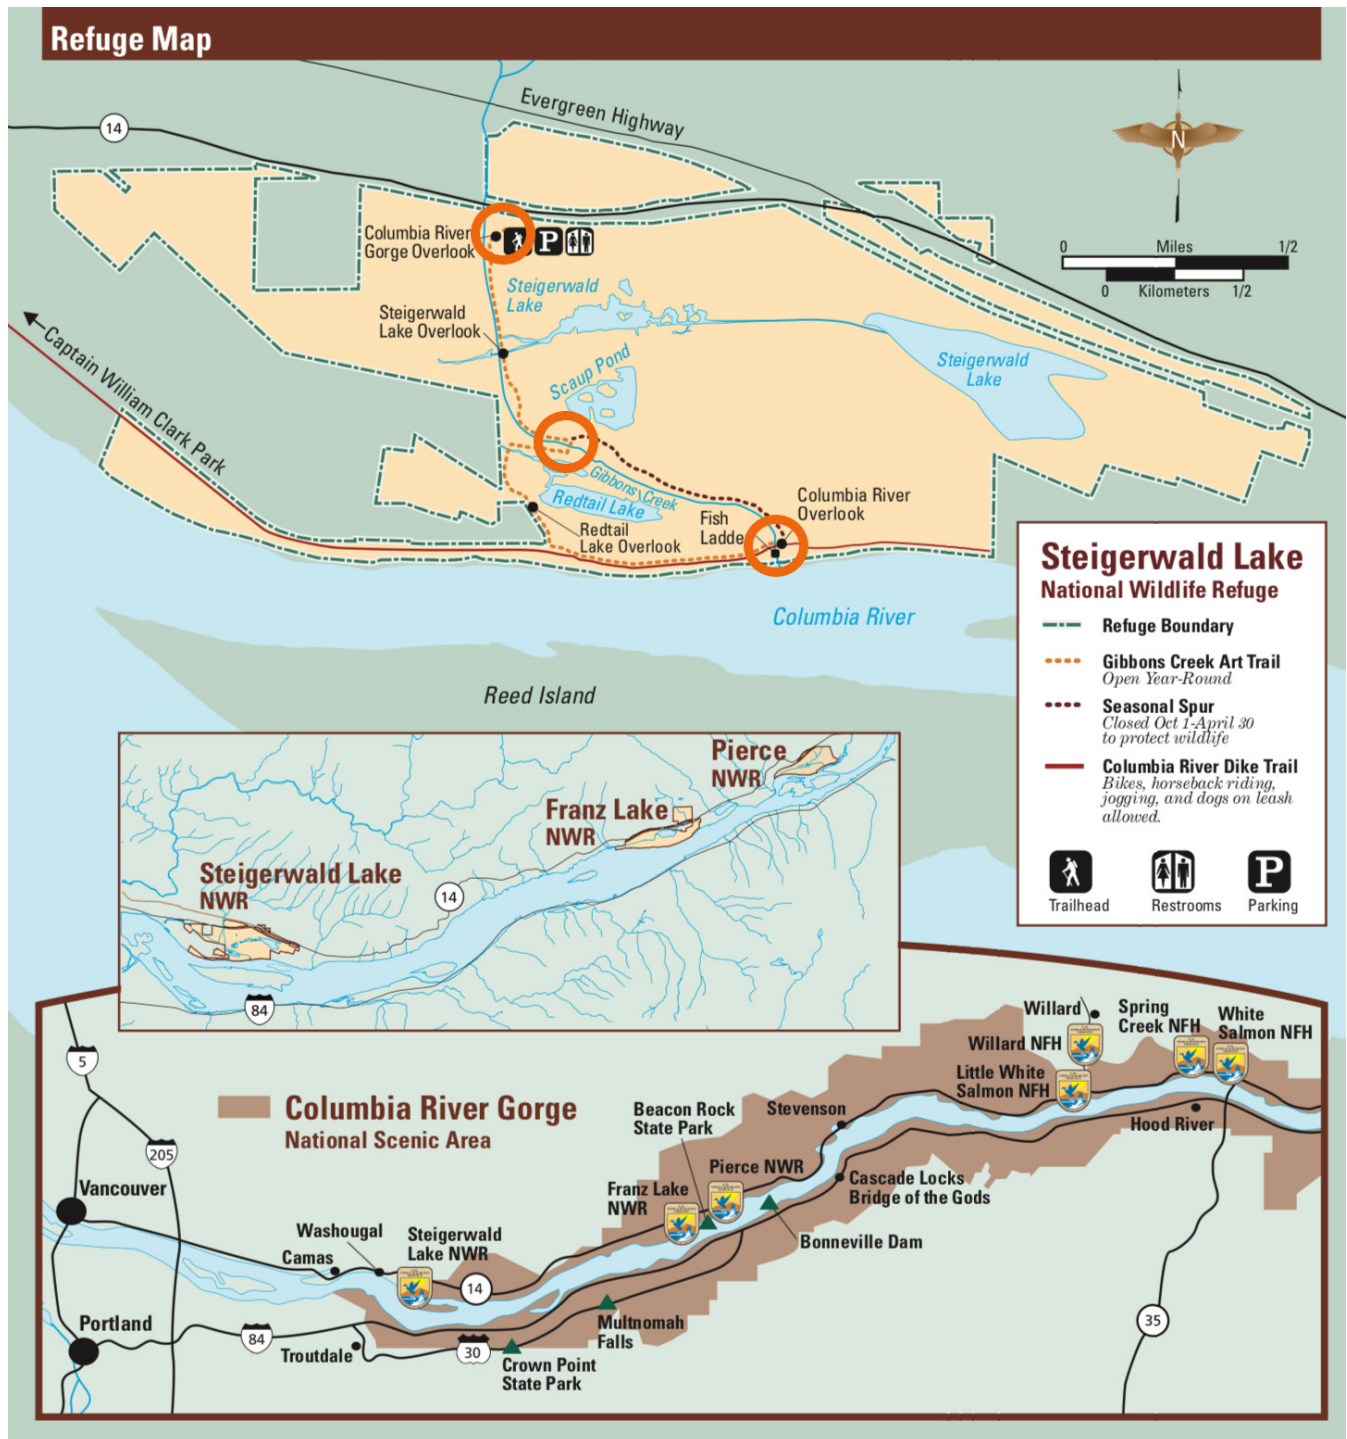 Refuge Map
Evergreen Highway
14
N
Columbia River
Gorge Overlook
P
0 Miles 1/2
0 Kilometers 1/2
Steigerwald
Lake
Steigerwald
Lake Overlook
Captain William Clark Park
Scaup Pond
Steigerwald
Lake
Gibbons Creek
Redtail Lake
Columbia River
Overlook
Fish
Ladde
Redtail
Lake Overlook
Columbia River
Reed Island
Steigerwald Lake
National Wildlife Refuge
Refuge Boundary
Gibbons Creek Art Trail
Open Year-Round
Seasonal Spur
Closed Oct 1-April 30
to protect wildlife
Columbia River Dike Trail
Bikes, horseback riding,
jogging, and dogs on leash
allowed.
P
Trailhead Restrooms Parking
Pierce
NWR
Franz Lake
NWR
Steigerwald Lake
NWR
14
84
Willard
Spring
Creek NFH
White
Salmon NFH
Willard NFH
Little White
Salmon NFH
5
Columbia River Gorge
National Scenic Area
Beacon Rock
State Park
Stevenson
Hood River
205
Vancouver
Pierce NWR
Cascade Locks
Bridge of the Gods
Franz Lake
NWR
Washougal
Steigerwald
Lake NWR
Camas
Bonneville Dam
14
Portland
84
Troutdale
30
Multnomah
Falls
Crown Point
State Park
35